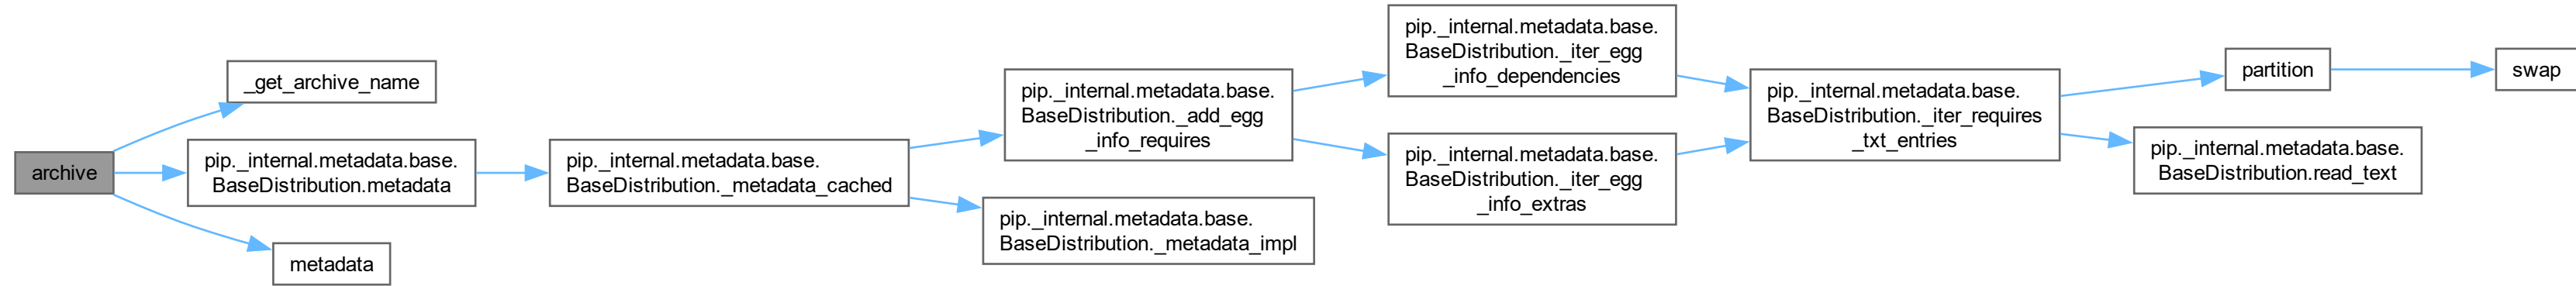 archive
_get_archive_name
pip._internal.metadata.base.
BaseDistribution.metadata
metadata
pip._internal.metadata.base.
BaseDistribution._metadata_cached
pip._internal.metadata.base.
BaseDistribution._add_egg
_info_requires
pip._internal.metadata.base.
BaseDistribution._metadata_impl
pip._internal.metadata.base.
BaseDistribution._iter_egg
_info_dependencies
pip._internal.metadata.base.
BaseDistribution._iter_egg
_info_extras
pip._internal.metadata.base.
BaseDistribution._iter_requires
_txt_entries
partition
pip._internal.metadata.base.
BaseDistribution.read_text
swap